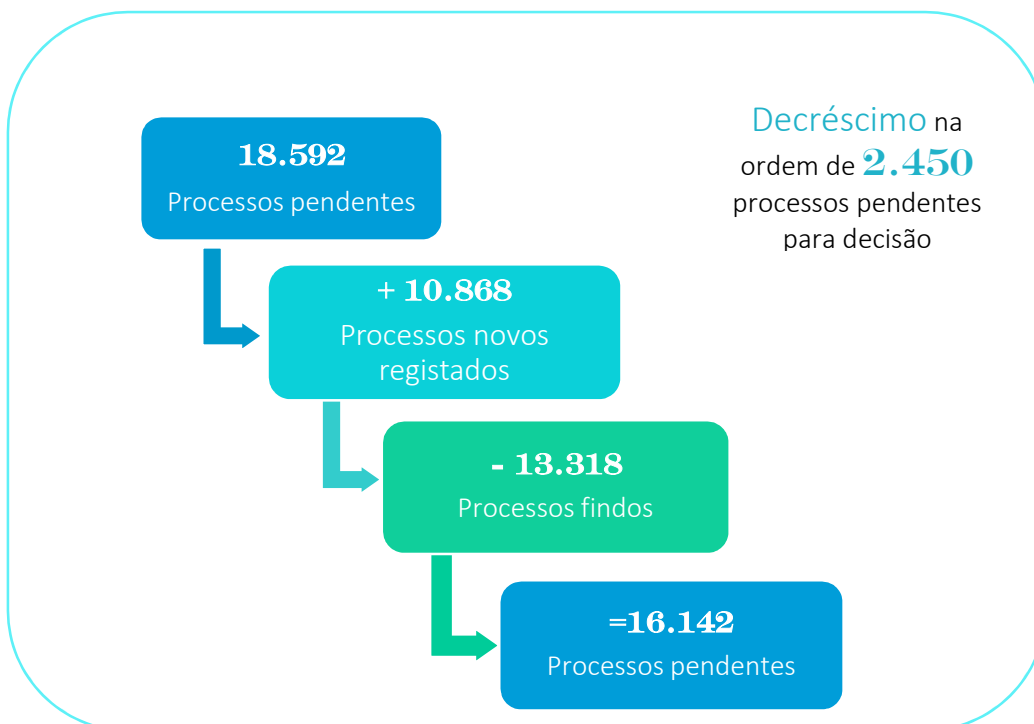 18.592
Processos pendentes
Decréscimo na
ordem de 2.450
processos pendentes
para decisão
+ 10.868
Processos novos
registados
- 13.318
Processos findos
=16.142
Processos pendentes